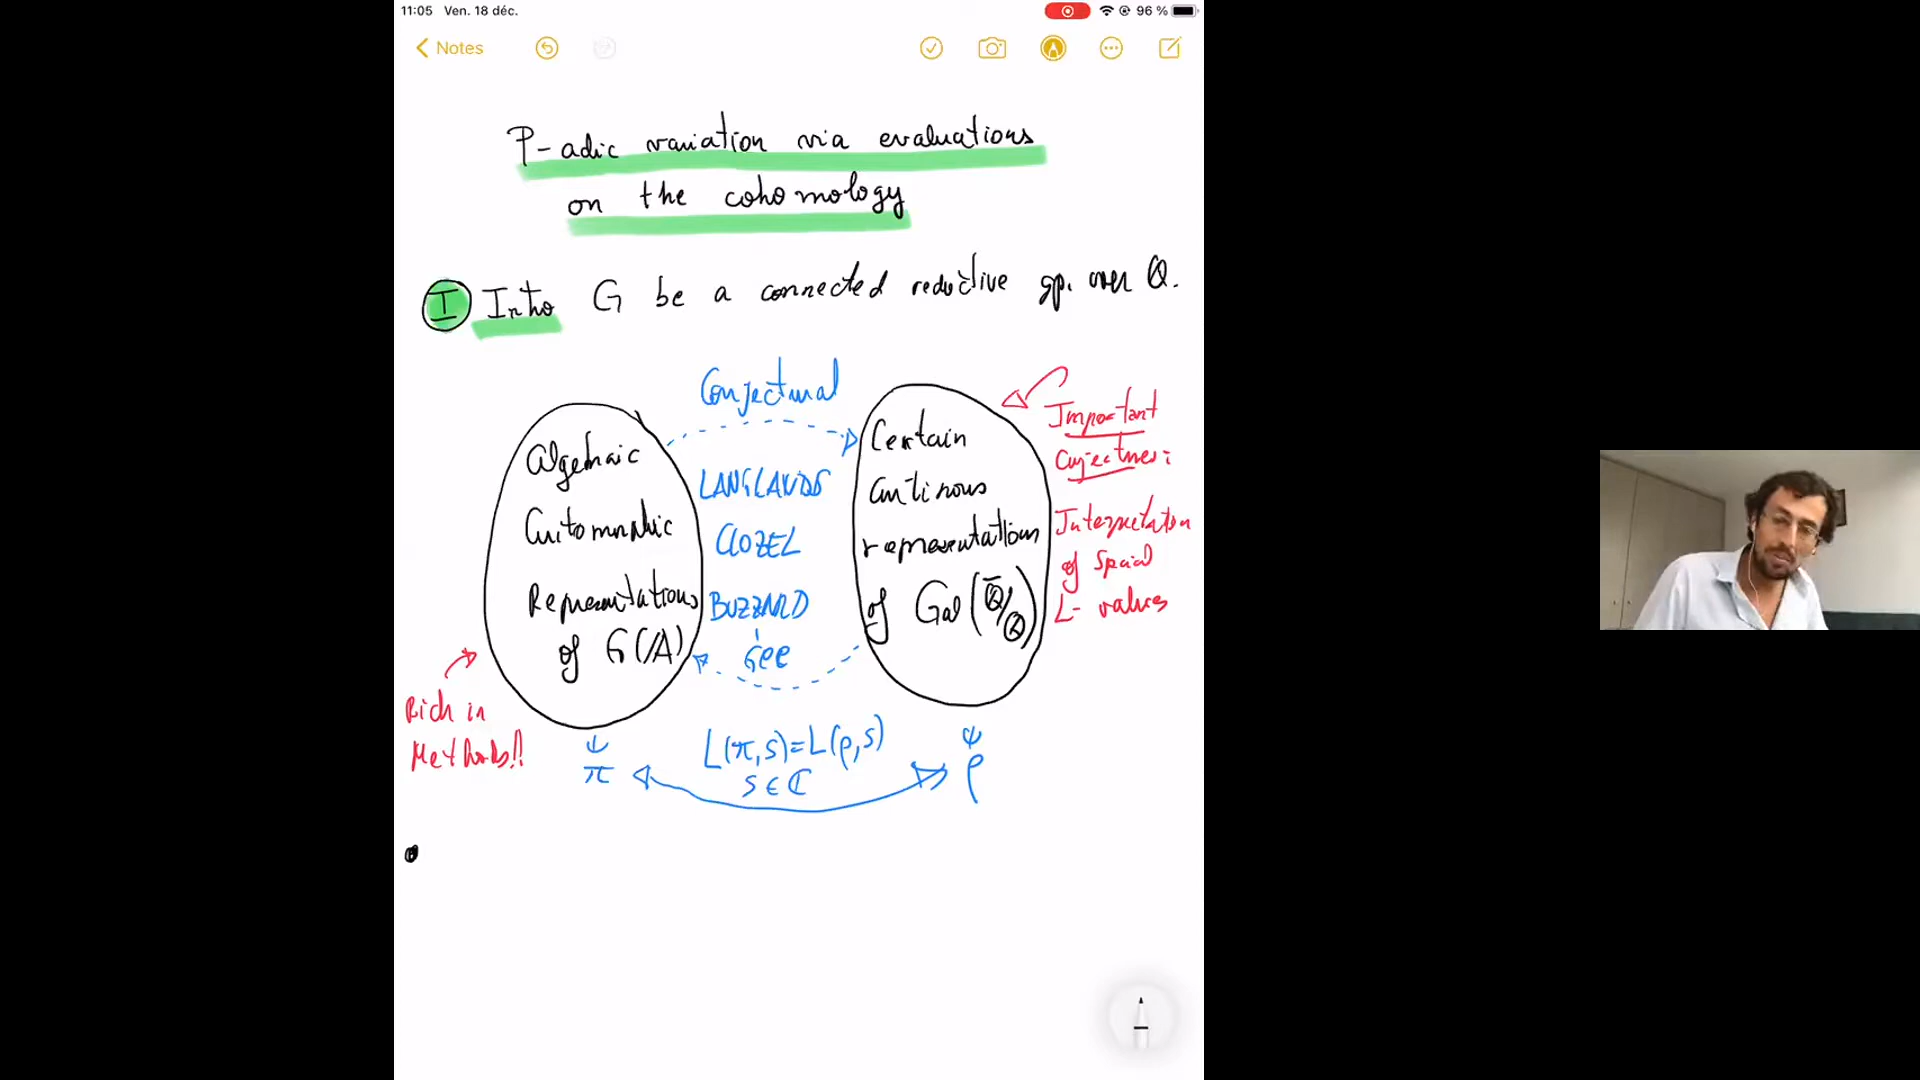 11:05 Ven. 18 déc.
96 %
Notes
P-adic variation via evaluations
on the cohomology
I Intro G be a connected reductive gp. over Q.
Conjectural
LANGLANDS
CLOZEL
BUZZARD
GEE
Algebraic
Automorphic
Representations
of G(/A)
Certain
continous
representations
of Gal(Q̄/Q)
Important
Conjectures:
Interpretation
of Special
L-values
Rich in
Methods!!
π
L(π,s)=L(ρ,s)
s∈ℂ
ρ